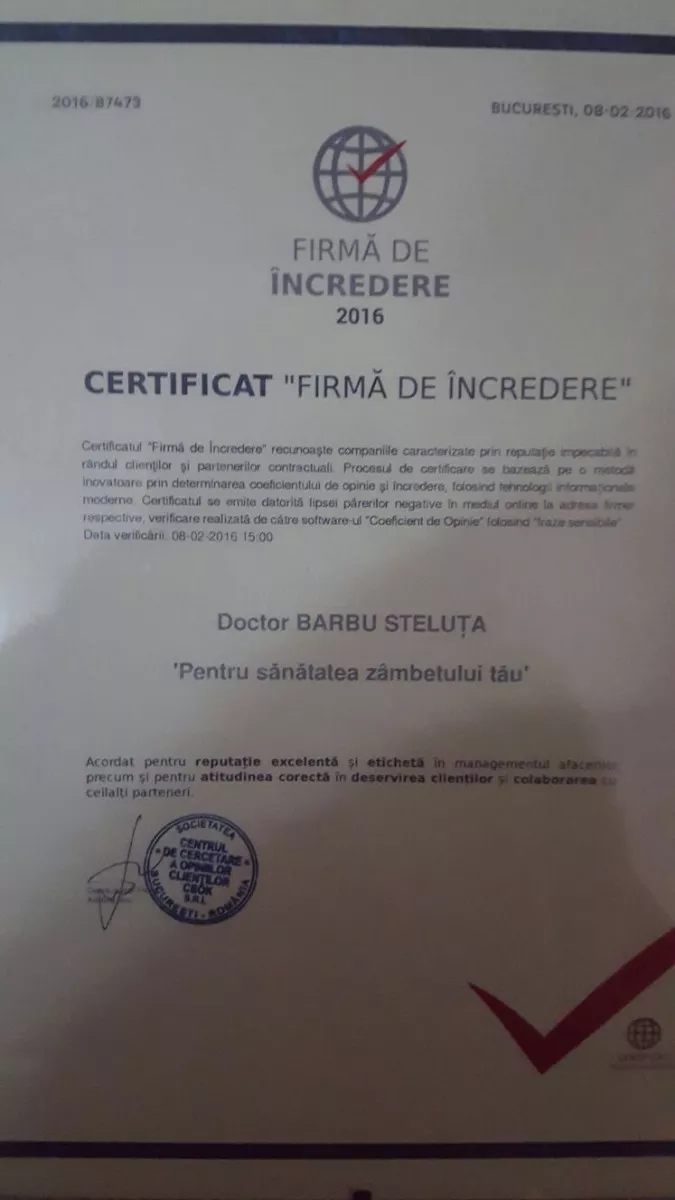 2016/87473
BUCUREȘTI, 08-02-2016
FIRMĂ DE
ÎNCREDERE
2016
CERTIFICAT "FIRMĂ DE ÎNCREDERE"
Certificatul "Firmă de Încredere" recunoaște companiile caracterizate prin reputație impecabilă în
rândul clienților și partenerilor contractuali. Procesul de certificare se bazează pe o metodă
inovatoare prin determinarea coeficientului de opinie și încredere, folosind tehnologii informaționale
moderne. Certificatul se emite datorită lipsei părerilor negative în mediul online la adresa firmei
respective, verificare realizată de către software-ul "Coeficient de Opinie" folosind "fraze sensibile".
Data verificării: 08-02-2016 15:00
Doctor BARBU STELUȚA
'Pentru sănătatea zâmbetului tău'
Acordat pentru reputație excelentă și etichetă în managementul afacerilor
precum și pentru atitudinea corectă în deservirea clienților și colaborarea cu
ceilalți parteneri.
SOCIETATEA
CENTRUL
DE CERCETARE
A OPINIILOR
CLIENȚILOR
CBOK
S.R.L
BUCUREȘTI - ROMÂNIA